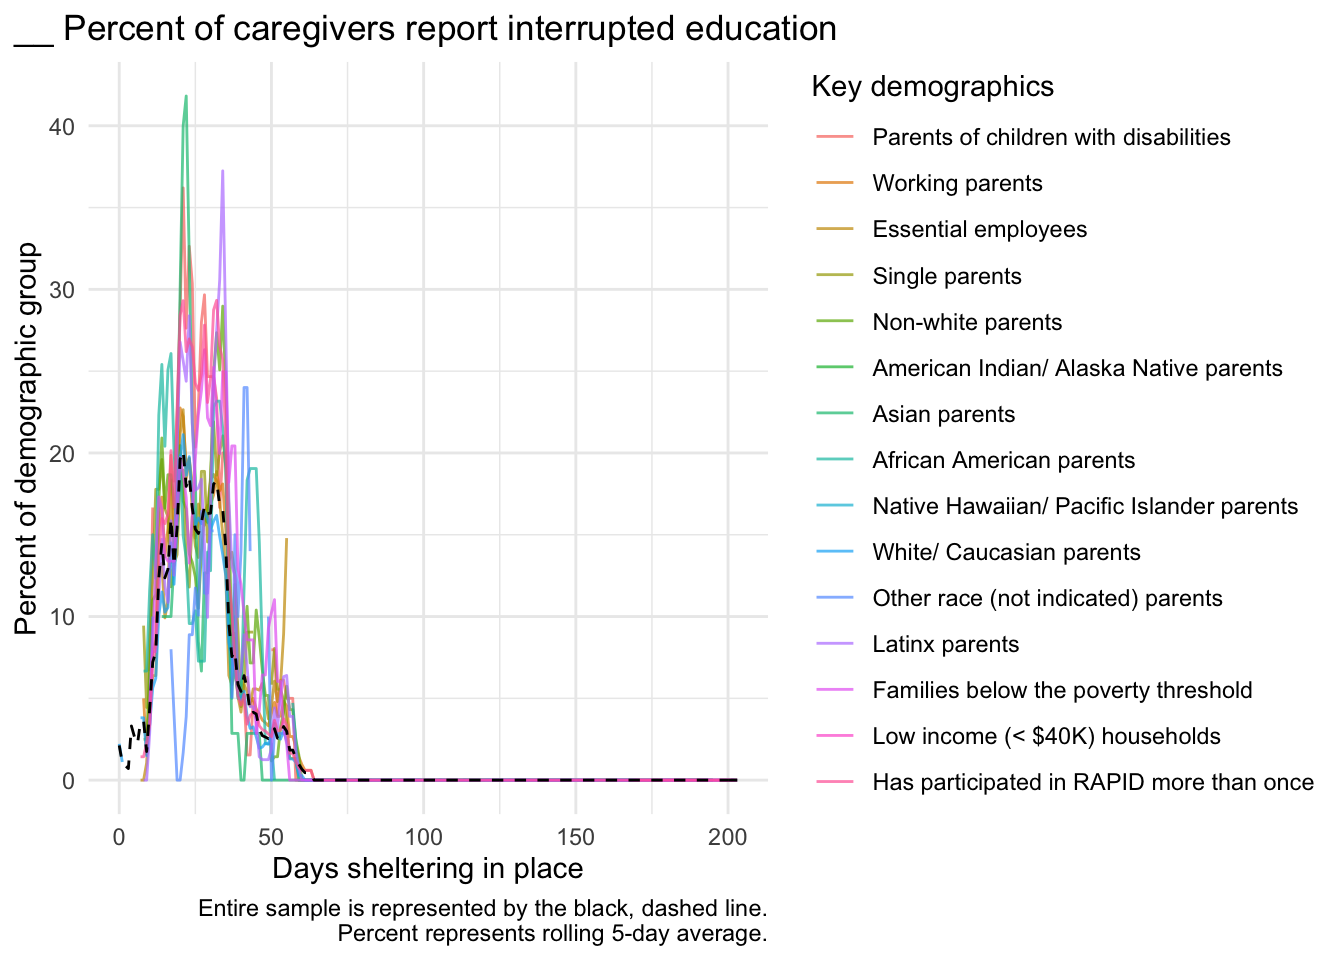 __ Percent of caregivers report interrupted education
Percent of demographic group
40
30
20
10
0
0 50 100 150 200
Days sheltering in place
Entire sample is represented by the black, dashed line.
Percent represents rolling 5-day average.
Key demographics
Parents of children with disabilities
Working parents
Essential employees
Single parents
Non-white parents
American Indian/ Alaska Native parents
Asian parents
African American parents
Native Hawaiian/ Pacific Islander parents
White/ Caucasian parents
Other race (not indicated) parents
Latinx parents
Families below the poverty threshold
Low income (< $40K) households
Has participated in RAPID more than once